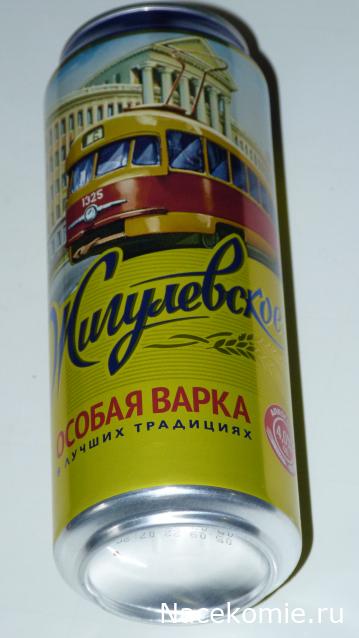 1325
Жигулевское
ОСОБАЯ ВАРКА
ЛУЧШИХ ТРАДИЦИЯХ
Nacekomie.ru